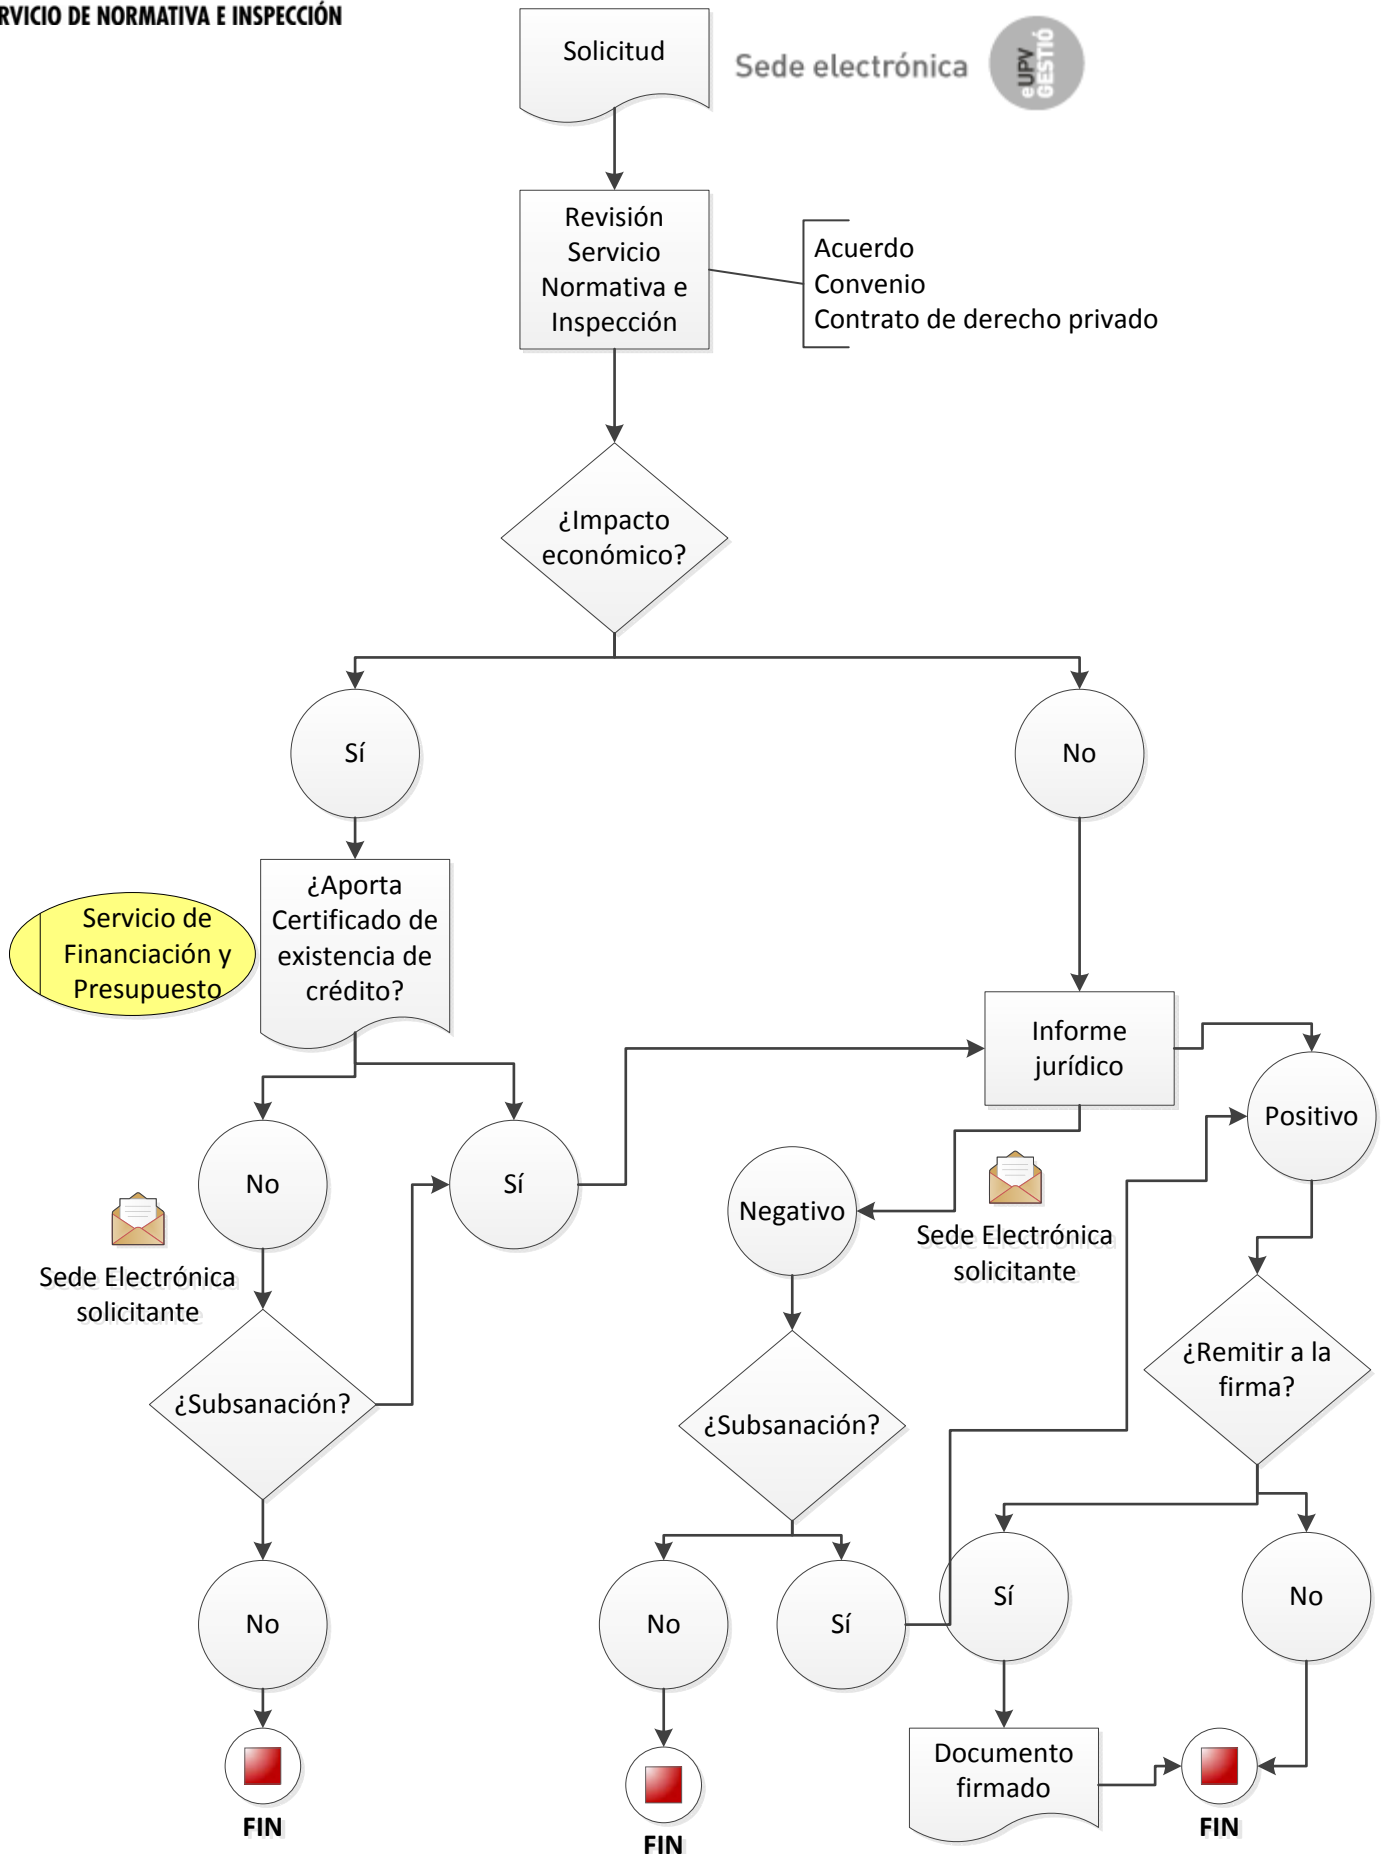 RVICIO DE NORMATIVA E INSPECCIÓN
Solicitud
Sede electrónica
eUPV
GESTIÓ
Revisión
Servicio
Normativa e
Inspección
Acuerdo
Convenio
Contrato de derecho privado
¿Impacto
económico?
Sí
No
¿Aporta
Certificado de
existencia de
crédito?
Servicio de
Financiación y
Presupuesto
Informe
jurídico
Positivo
No
Sí
Negativo
Sede Electrónica
solicitante
Sede Electrónica
solicitante
¿Remitir a la
firma?
¿Subsanación?
¿Subsanación?
No
No
Sí
Sí
No
Documento
firmado
FIN
FIN
FIN